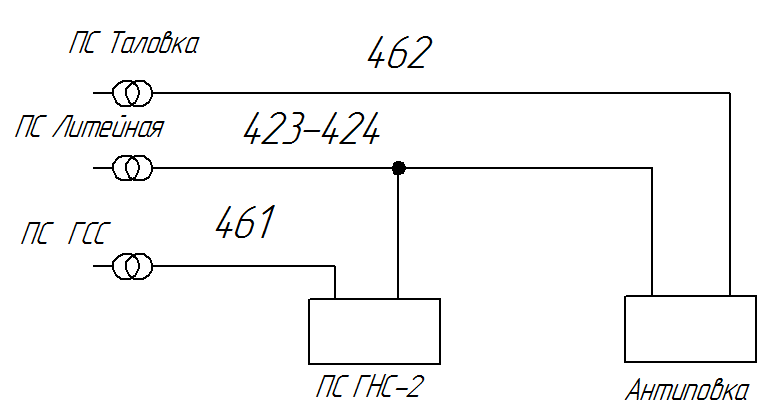 ПС Таловка
462
ПС Литейная
423-424
ПС ГСС
461
ПС ГНС-2
Антиповка